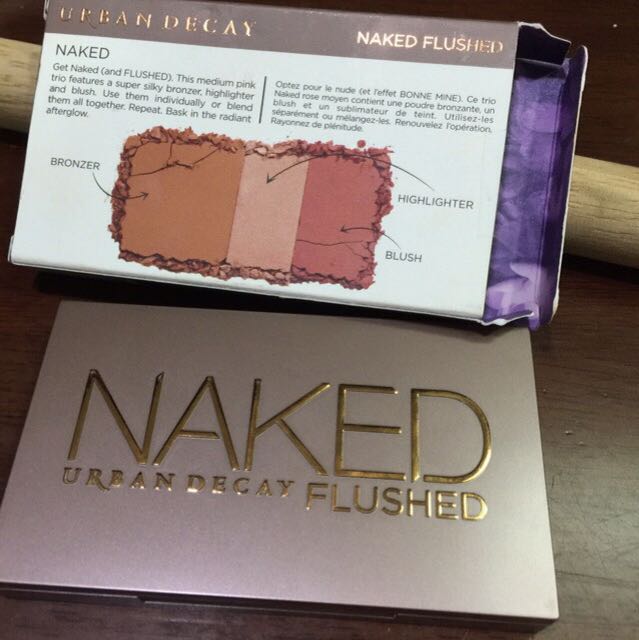 URBAN DECAY
NAKED FLUSHED
NAKED
Get Naked (and FLUSHED). This medium pink
trio features a super silky bronzer, highlighter
and blush. Use them individually or blend
them all together. Repeat. Bask in the radiant
afterglow.
Optez pour le nude (et l'effet BONNE MINE). Ce trio
Naked rose moyen contient une poudre bronzante, un
blush et un sublimateur de teint. Utilisez-les
séparément ou mélangez-les. Renouvelez l'opération.
Rayonnez de plénitude.
BRONZER
HIGHLIGHTER
BLUSH
NAKED
URBAN DECAY FLUSHED